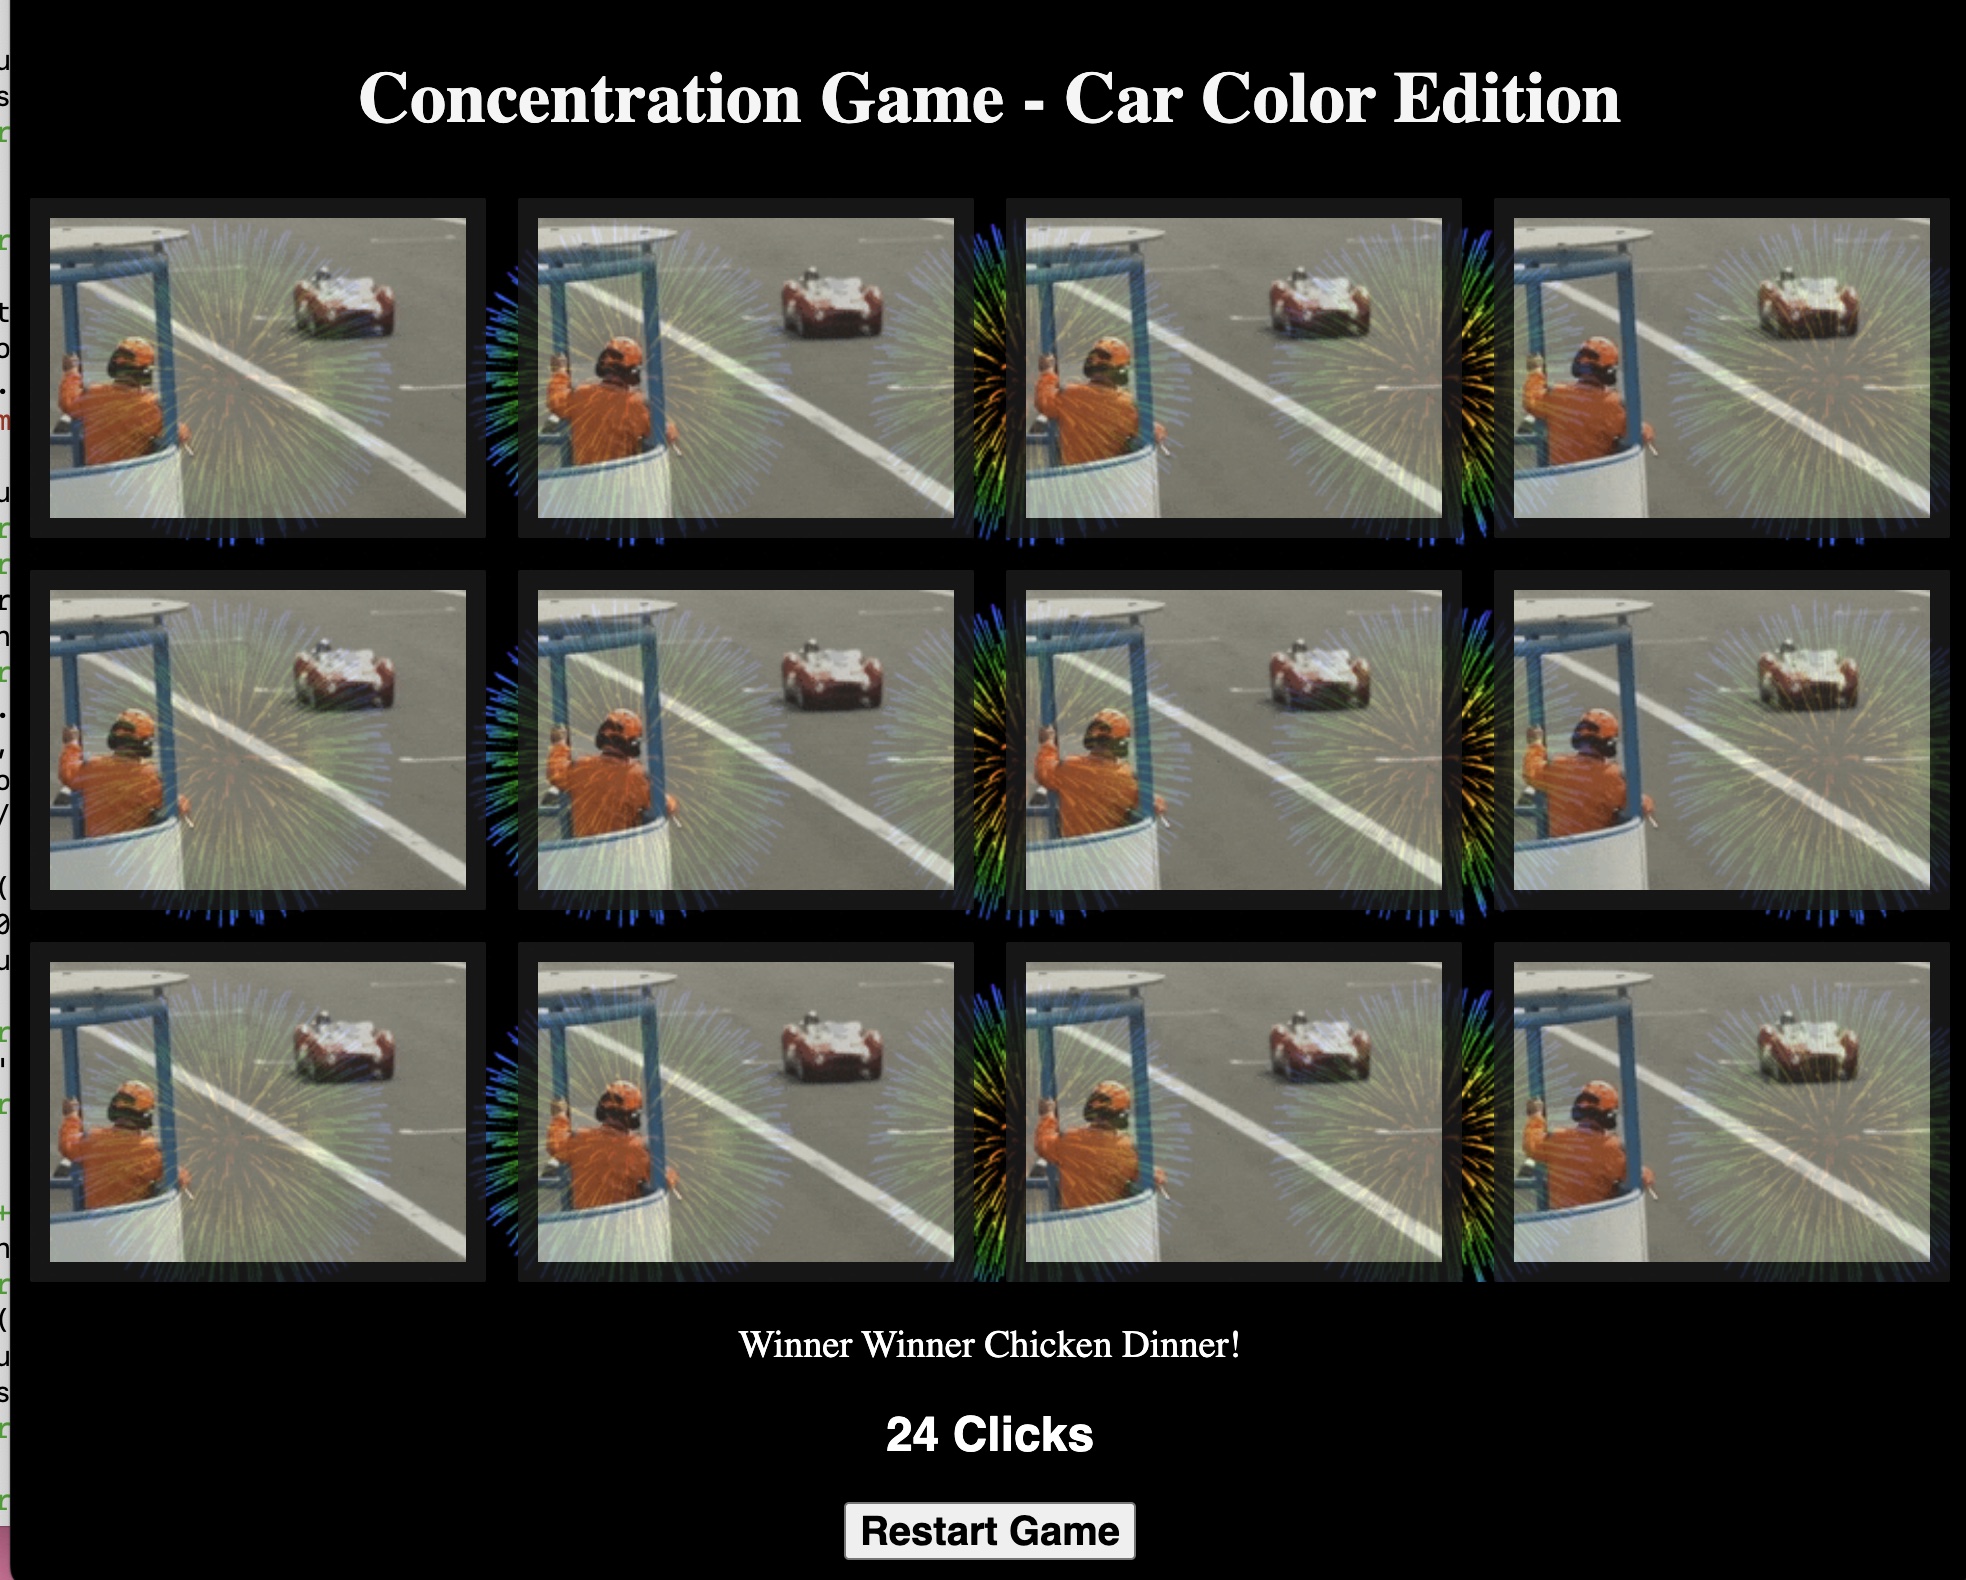 Concentration Game - Car Color Edition
Winner Winner Chicken Dinner!
24 Clicks
Restart Game